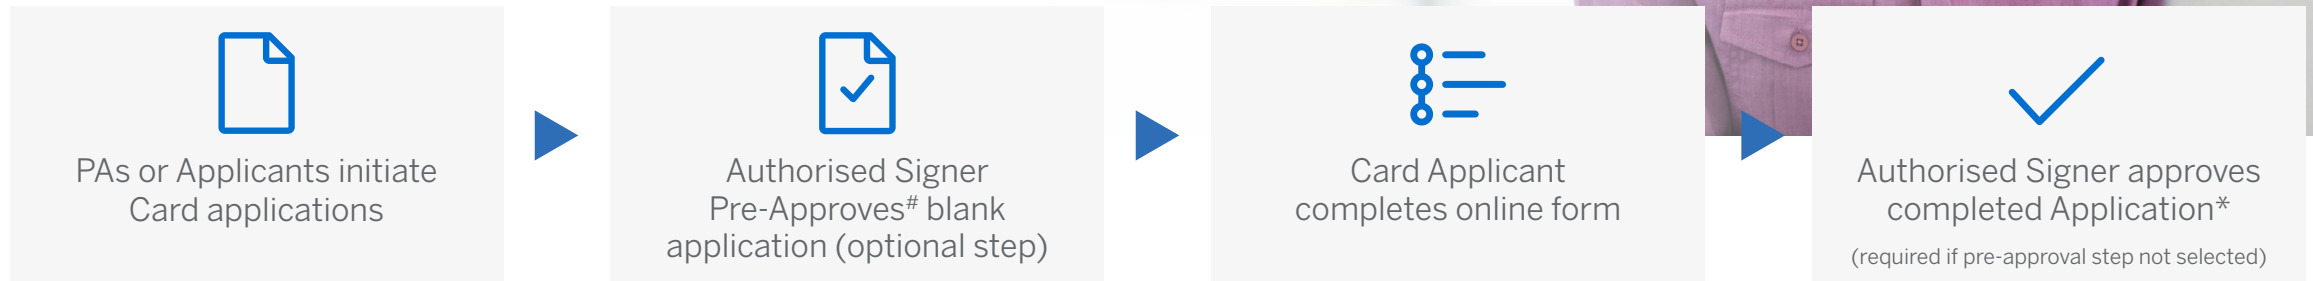 PAs or Applicants initiate
Card applications
Authorised Signer
Pre-Approves# blank
application (optional step)
Card Applicant
completes online form
Authorised Signer approves
completed Application*
(required if pre-approval step not selected)